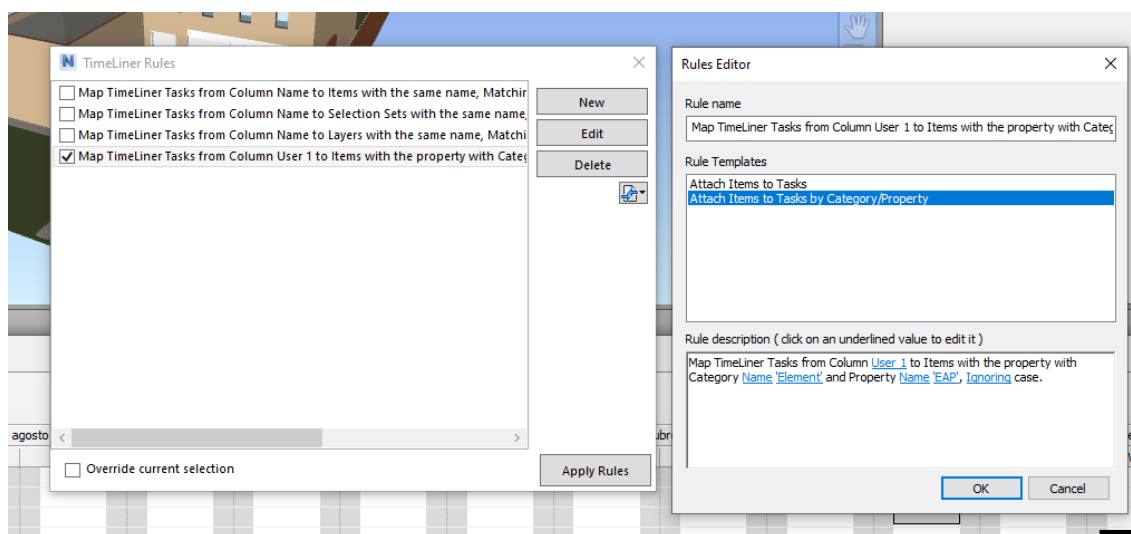 TimeLiner Rules
Map TimeLiner Tasks from Column Name to Items with the same name, Matchin
Map TimeLiner Tasks from Column Name to Selection Sets with the same name,
Map TimeLiner Tasks from Column Name to Layers with the same name, Matchi
Map TimeLiner Tasks from Column User 1 to Items with the property with Categ
New
Edit
Delete
Override current selection
Apply Rules
agosto
ubr
Rules Editor
Rule name
Map TimeLiner Tasks from Column User 1 to Items with the property with Categ
Rule Templates
Attach Items to Tasks
Attach Items to Tasks by Category/Property
Rule description ( click on an underlined value to edit it )
Map TimeLiner Tasks from Column User 1 to Items with the property with
Category Name 'Element' and Property Name 'EAP', Ignoring case.
OK
Cancel